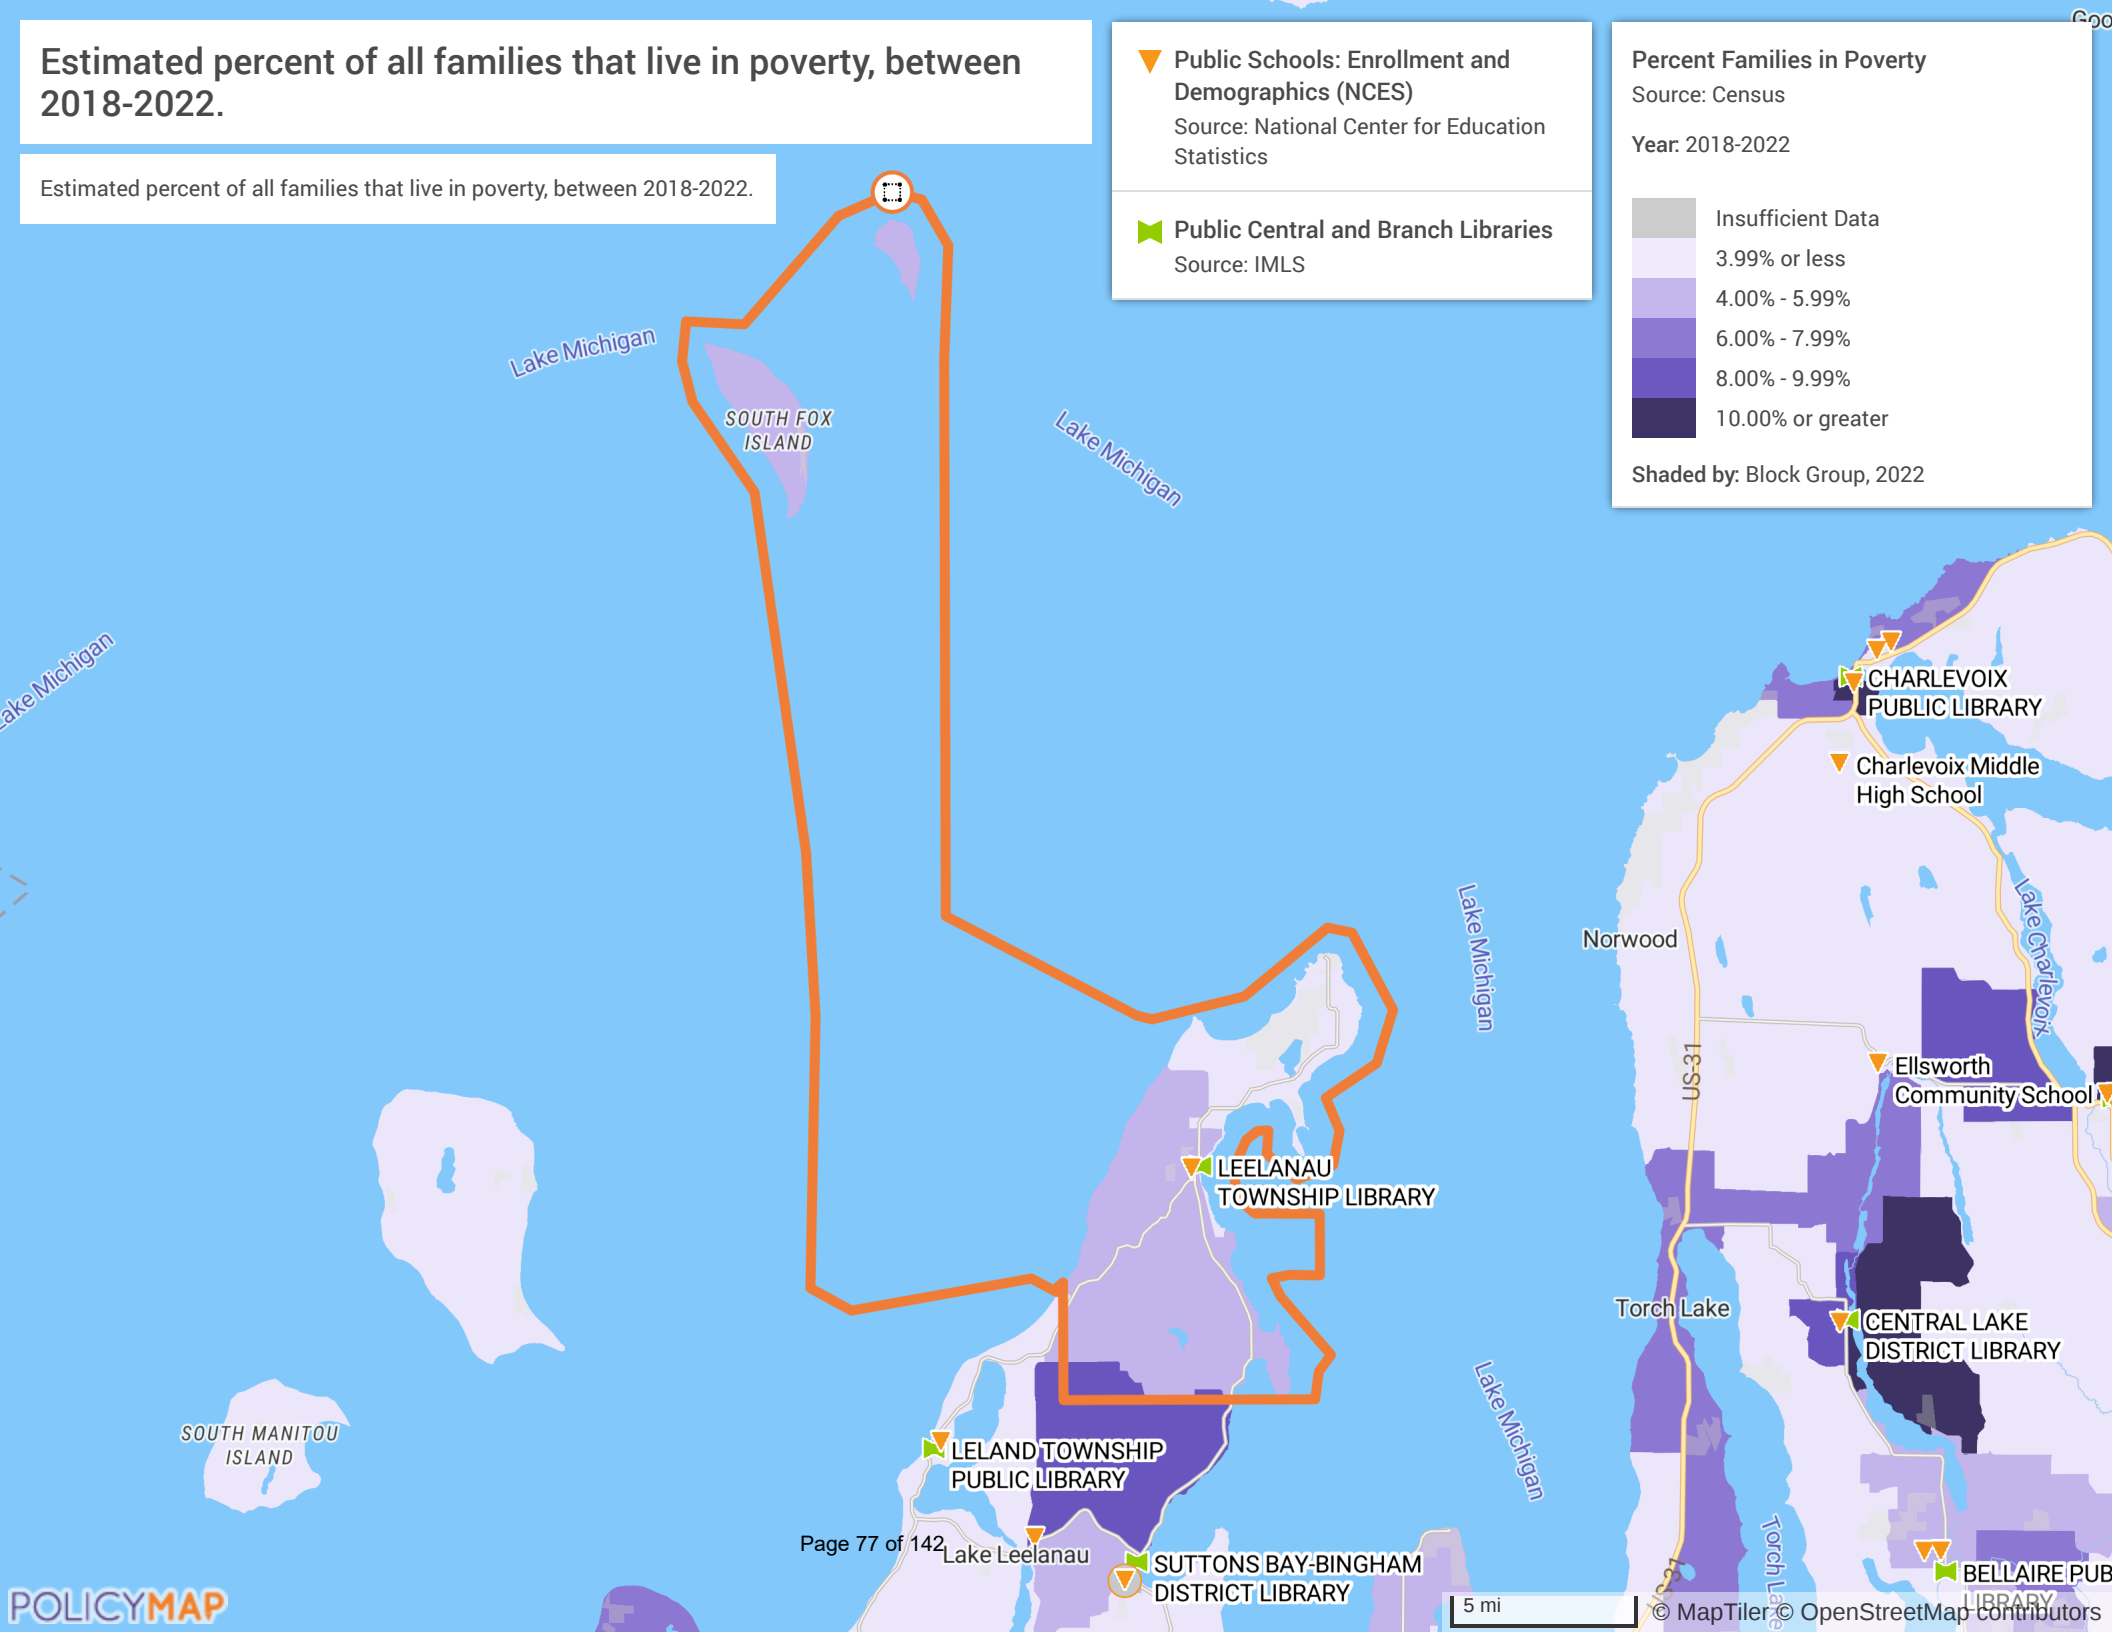 Estimated percent of all families that live in poverty, between
2018-2022.
Estimated percent of all families that live in poverty, between 2018-2022.
Public Schools: Enrollment and
Demographics (NCES)
Source: National Center for Education
Statistics
Public Central and Branch Libraries
Source: IMLS
Goo
Percent Families in Poverty
Source: Census
Year: 2018-2022
Insufficient Data
3.99% or less
4.00% - 5.99%
6.00% - 7.99%
8.00% - 9.99%
10.00% or greater
Shaded by: Block Group, 2022
Lake Michigan
SOUTH FOX
ISLAND
Lake Michigan
Lake Michigan
CHARLEVOIX
PUBLIC LIBRARY
Charlevoix Middle
High School
Lake Michigan
Norwood
Lake Charlevoix
US-31
Ellsworth
Community School
LEELANAU
TOWNSHIP LIBRARY
Torch Lake
CENTRAL LAKE
DISTRICT LIBRARY
Lake Michigan
SOUTH MANITOU
ISLAND
LELAND TOWNSHIP
PUBLIC LIBRARY
Page 77 of 142
Lake Leelanau
SUTTONS BAY-BINGHAM
DISTRICT LIBRARY
Torch Lake
US-31
BELLAIRE PUB
LIBRARY
POLICYMAP
5 mi
© MapTiler © OpenStreetMap contributors